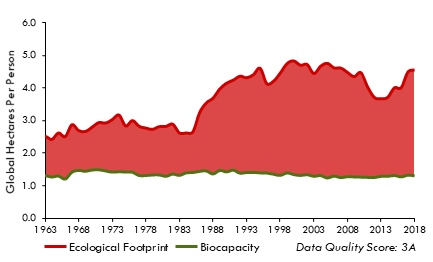 Global Hectares Per Person
6.0
5.0
4.0
3.0
2.0
1.0
0.0
1963 1968 1973 1978 1983 1988 1993 1998 2003 2008 2013 2018
Ecological Footprint Biocapacity Data Quality Score: 3A